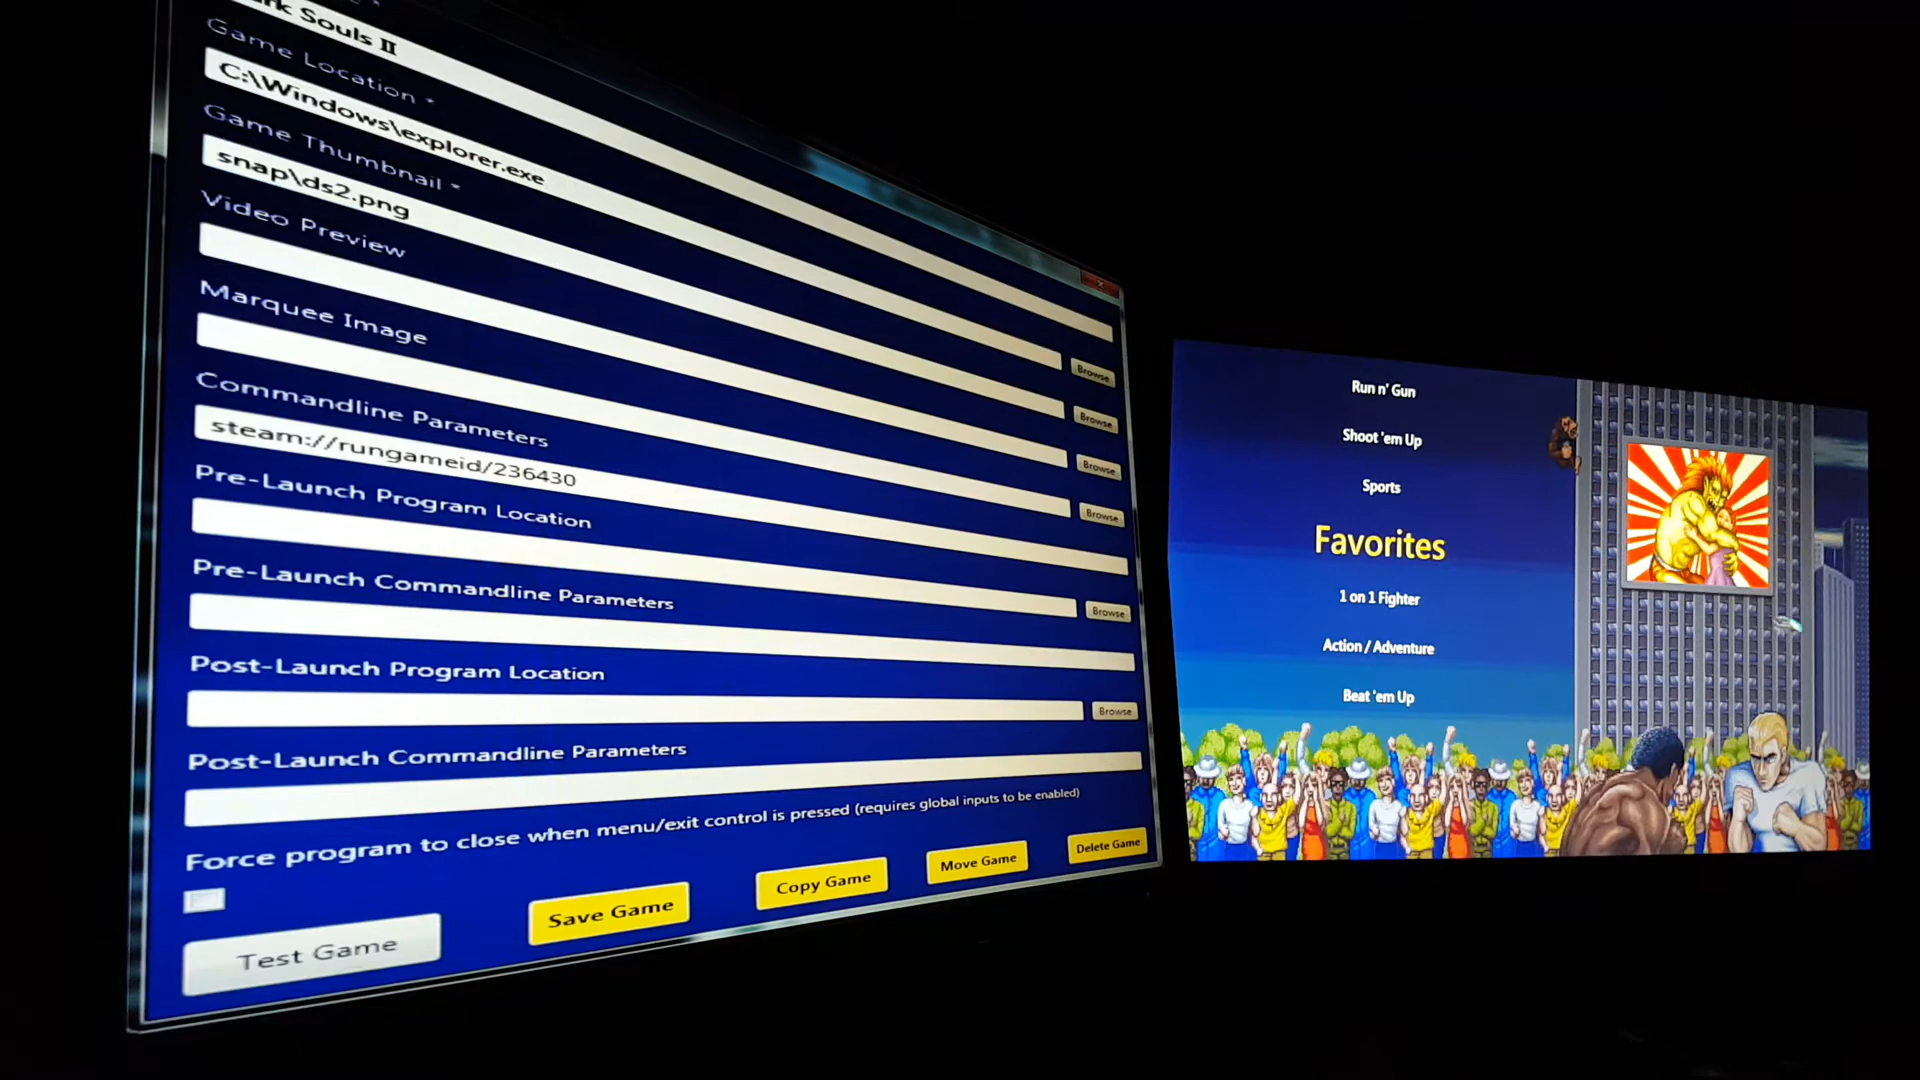 Souls II
Game Location *
C:\Windows\explorer.exe
Browse
Game Thumbnail *
snap\ds2.png
Browse
Video Preview
Browse
Marquee Image
Browse
Commandline Parameters
steam://rungameid/236430
Pre-Launch Program Location
Browse
Pre-Launch Commandline Parameters
Post-Launch Program Location
Browse
Post-Launch Commandline Parameters
Force program to close when menu/exit control is pressed (requires global inputs to be enabled)
Test Game
Save Game
Copy Game
Move Game
Delete Game
Run n' Gun
Shoot 'em Up
Sports
Favorites
1 on 1 Fighter
Action / Adventure
Beat 'em Up